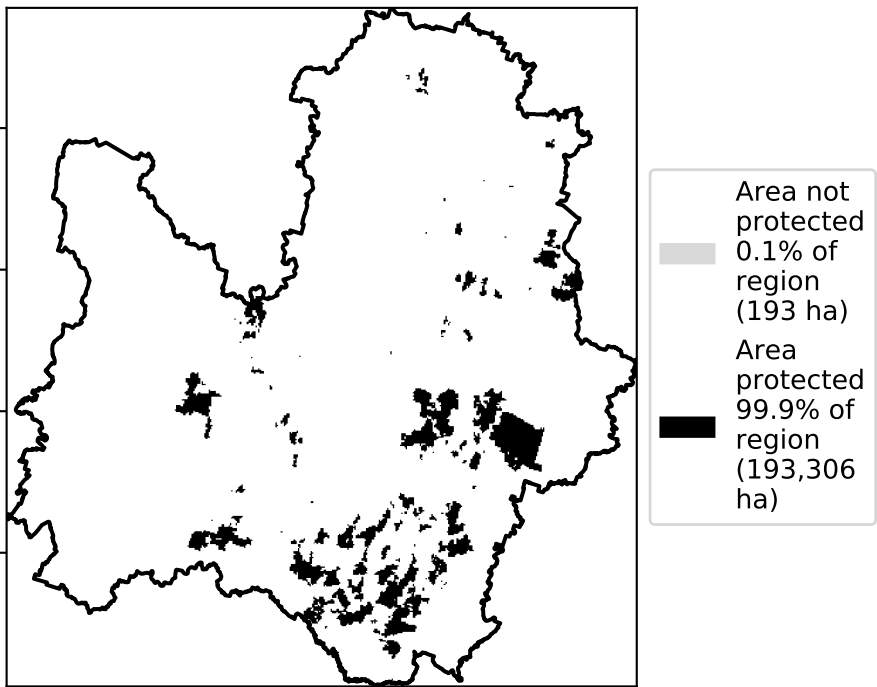 Area not
protected
0.1% of
region
(193 ha)
Area
protected
99.9% of
region
(193,306
ha)